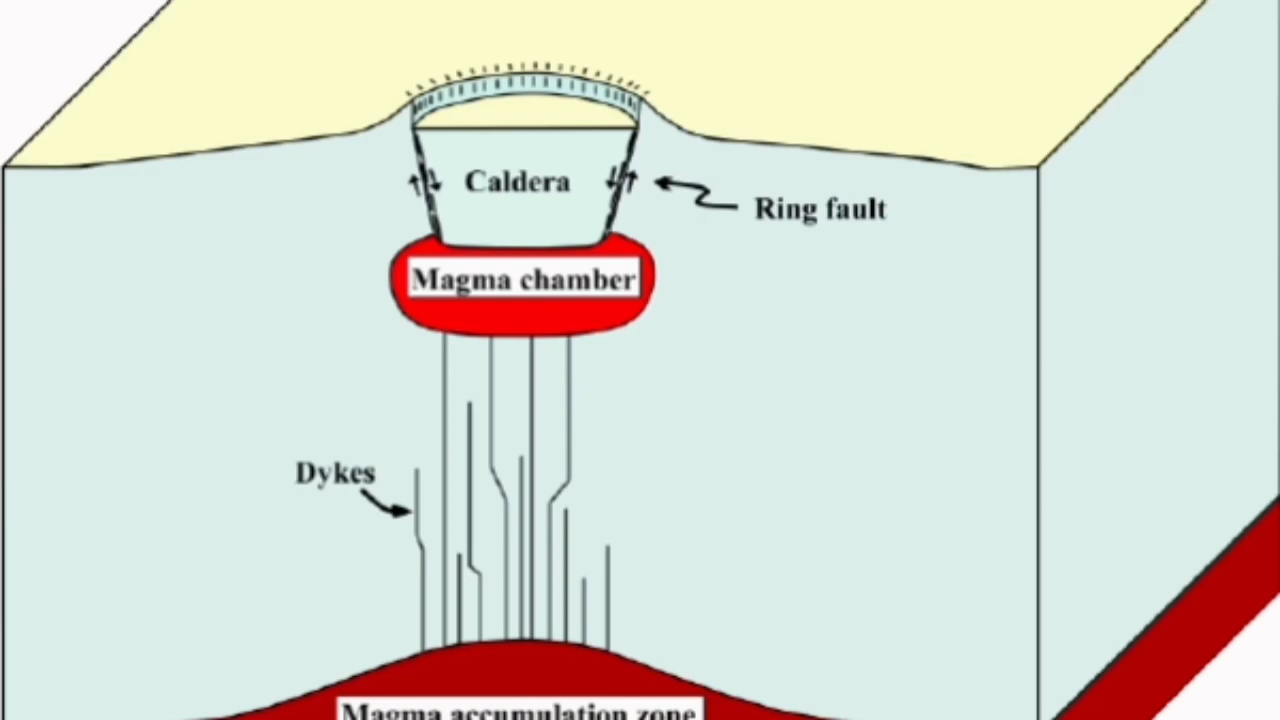 Caldera
Ring fault
Magma chamber
Dykes
Magma accumulation zone